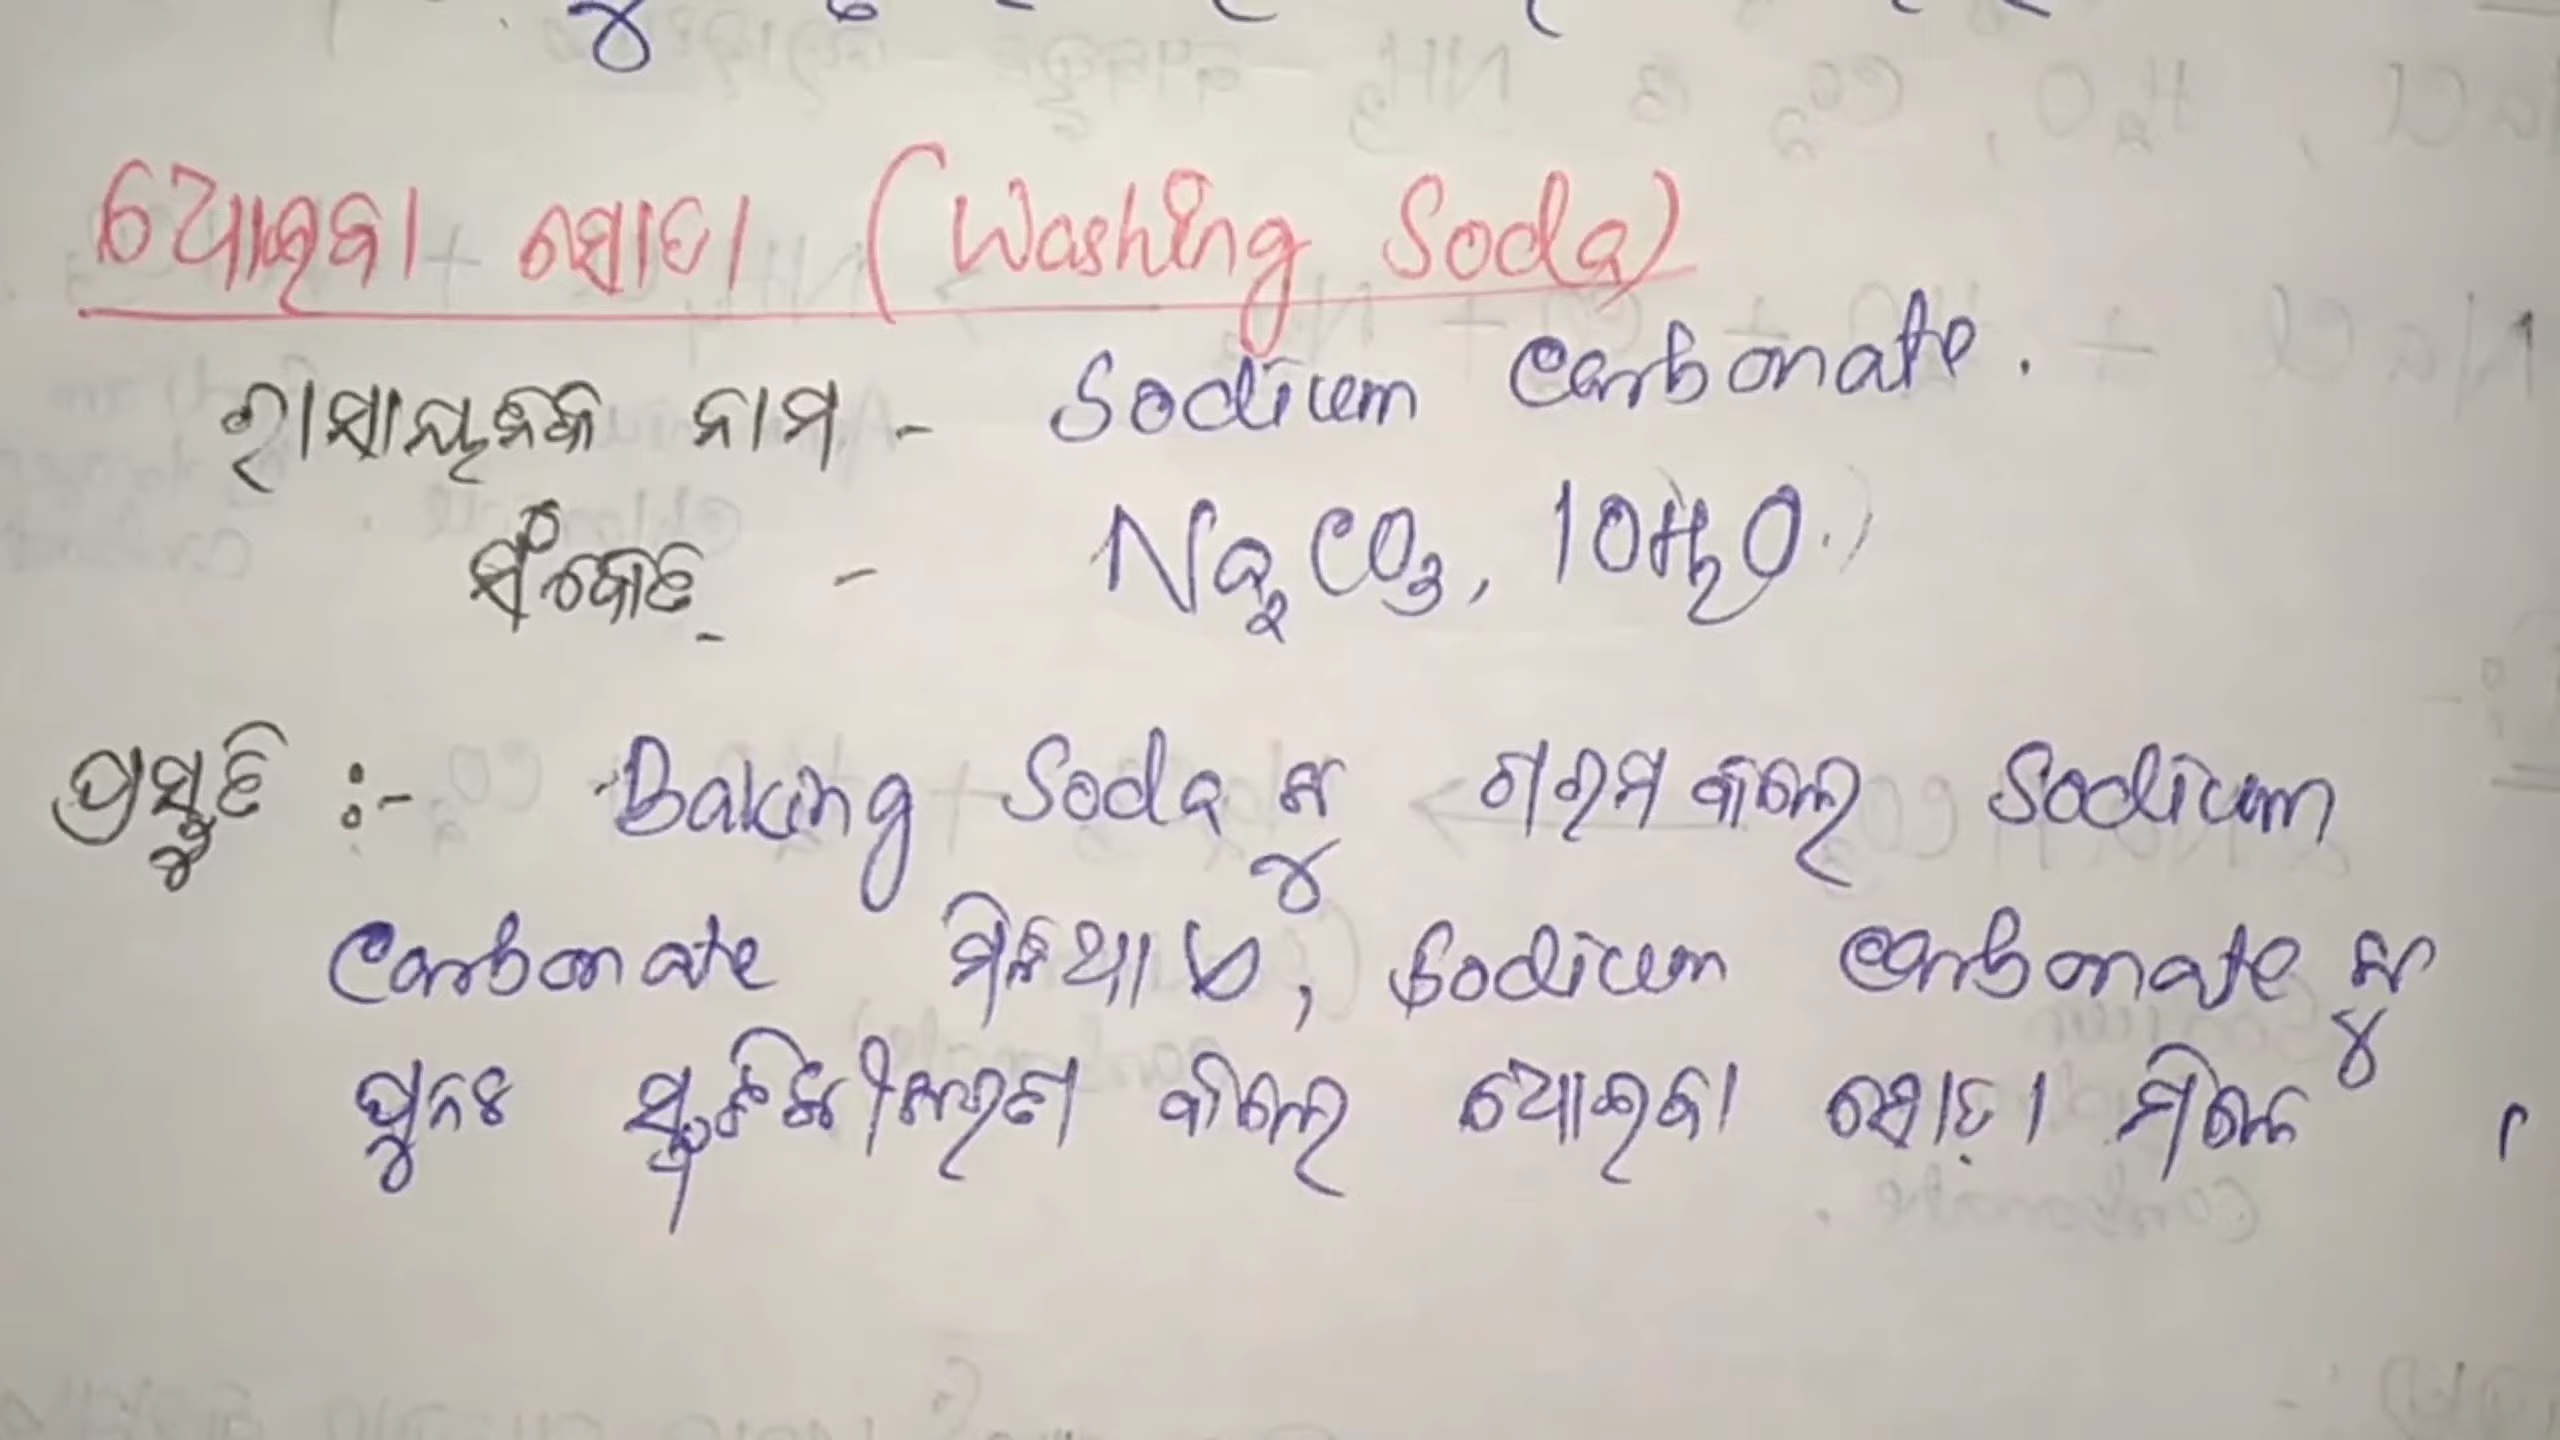 ଧୋଇବା ସୋଡା (Washing Soda)
ରାସାୟନିକ ନାମ - Sodium Carbonate.
ସଂକେତ - Na₂CO₃, 10H₂O.
ପ୍ରସ୍ତୁତି :- Baking Soda କୁ ଗରମ କଲେ Sodium
Carbonate ମିଳିଥାଏ, Sodium Carbonate କୁ
ପୁନଃ ସ୍ଫଟିକୀକରଣ କଲେ ଧୋଇବା ସୋଡ଼ା ମିଳେ ।